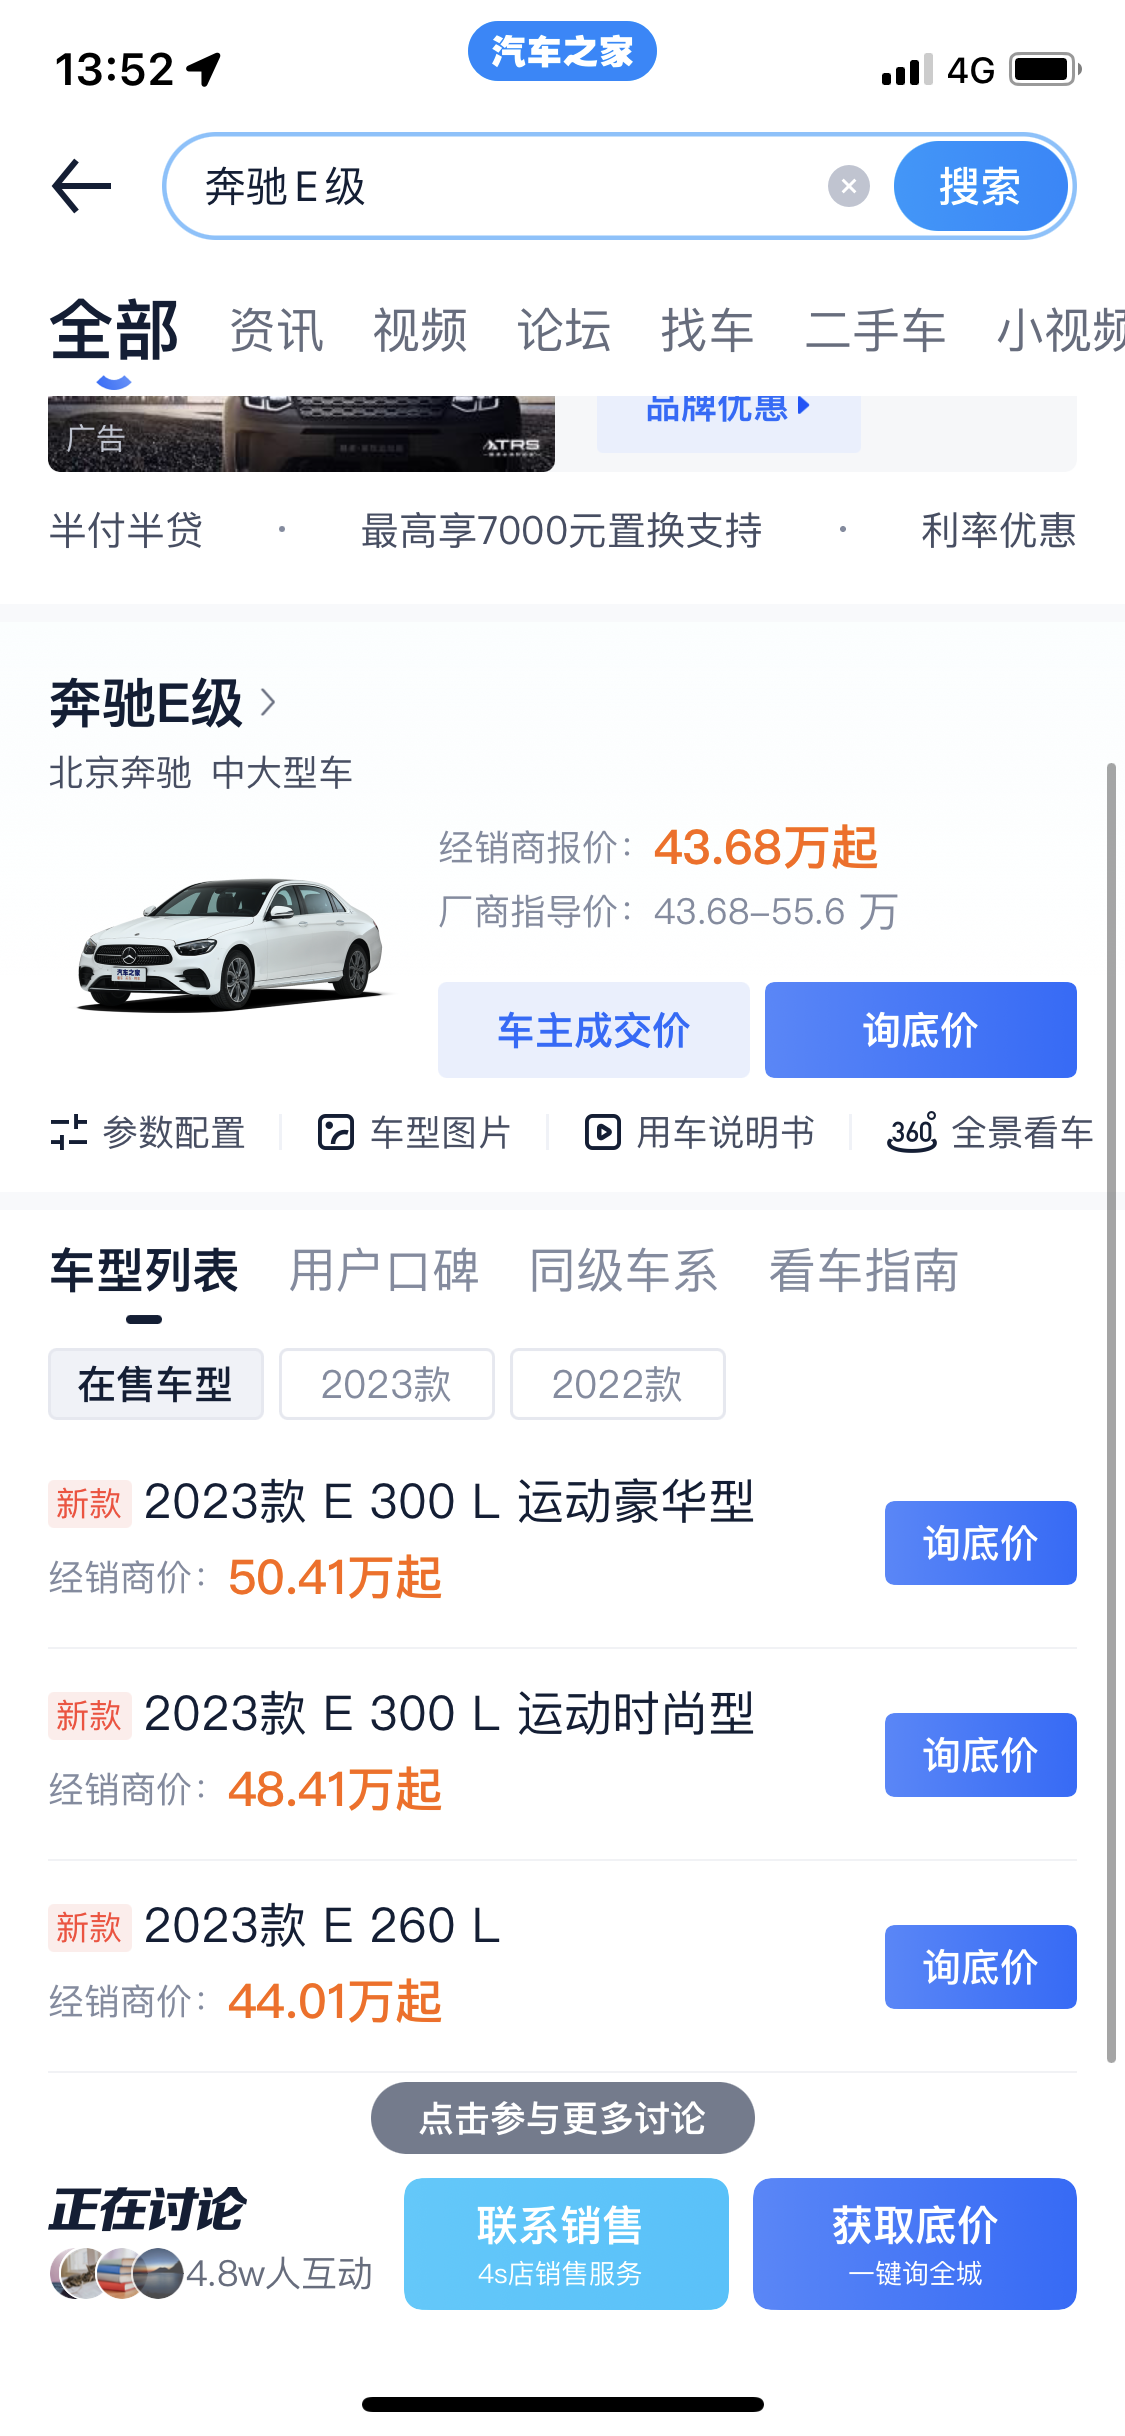 13:52
汽车之家
4G
奔驰E级
搜索
全部 资讯 视频 论坛 找车 二手车 小视频
广告
ATRS
品牌优惠
半付半贷 · 最高享7000元置换支持 · 利率优惠
奔驰E级
北京奔驰 中大型车
经销商报价: 43.68万起
厂商指导价: 43.68-55.6 万
汽车之家
车主成交价 询底价
参数配置 车型图片 360° 用车说明书 全景看车
车型列表 用户口碑 同级车系 看车指南
在售车型 2023款 2022款
新款 2023款 E 300 L 运动豪华型
经销商价: 50.41万起
询底价
新款 2023款 E 300 L 运动时尚型
经销商价: 48.41万起
询底价
新款 2023款 E 260 L
经销商价: 44.01万起
询底价
点击参与更多讨论
正在讨论
4.8w人互动
联系销售
4s店销售服务
获取底价
一键询全城